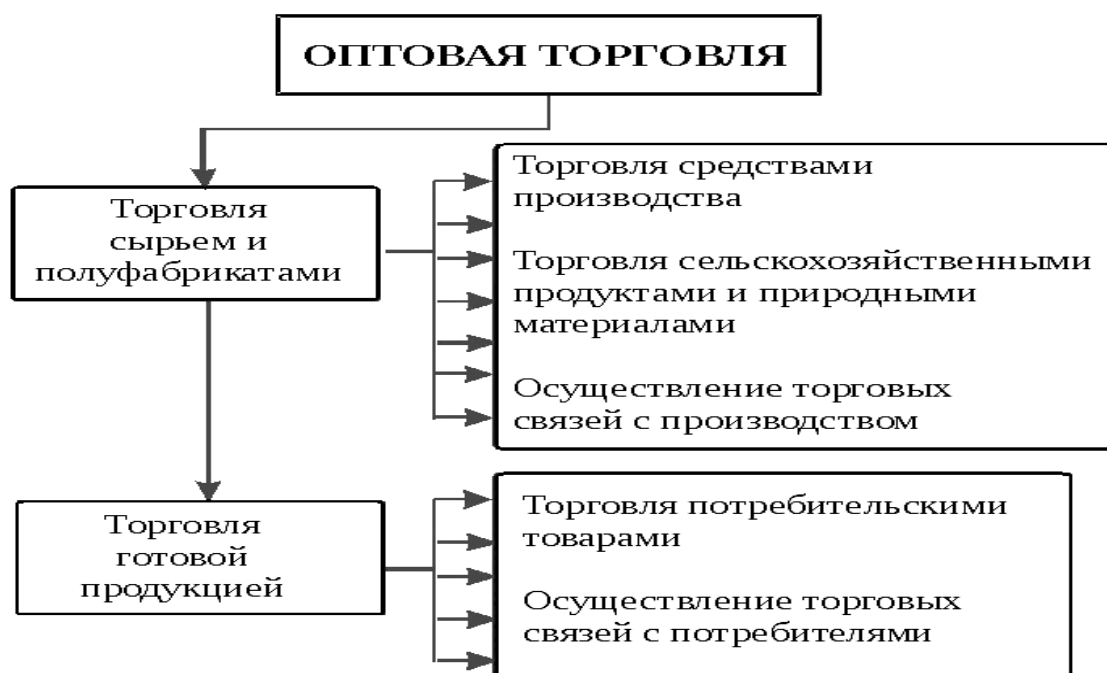 ОПТОВАЯ ТОРГОВЛЯ
Торговля
сырьем и
полуфабрикатами
Торговля средствами
производства
Торговля сельскохозяйственными
продуктами и природными
материалами
Осуществление торговых
связей с производством
Торговля
готовой
продукцией
Торговля потребительскими
товарами
Осуществление торговых
связей с потребителями